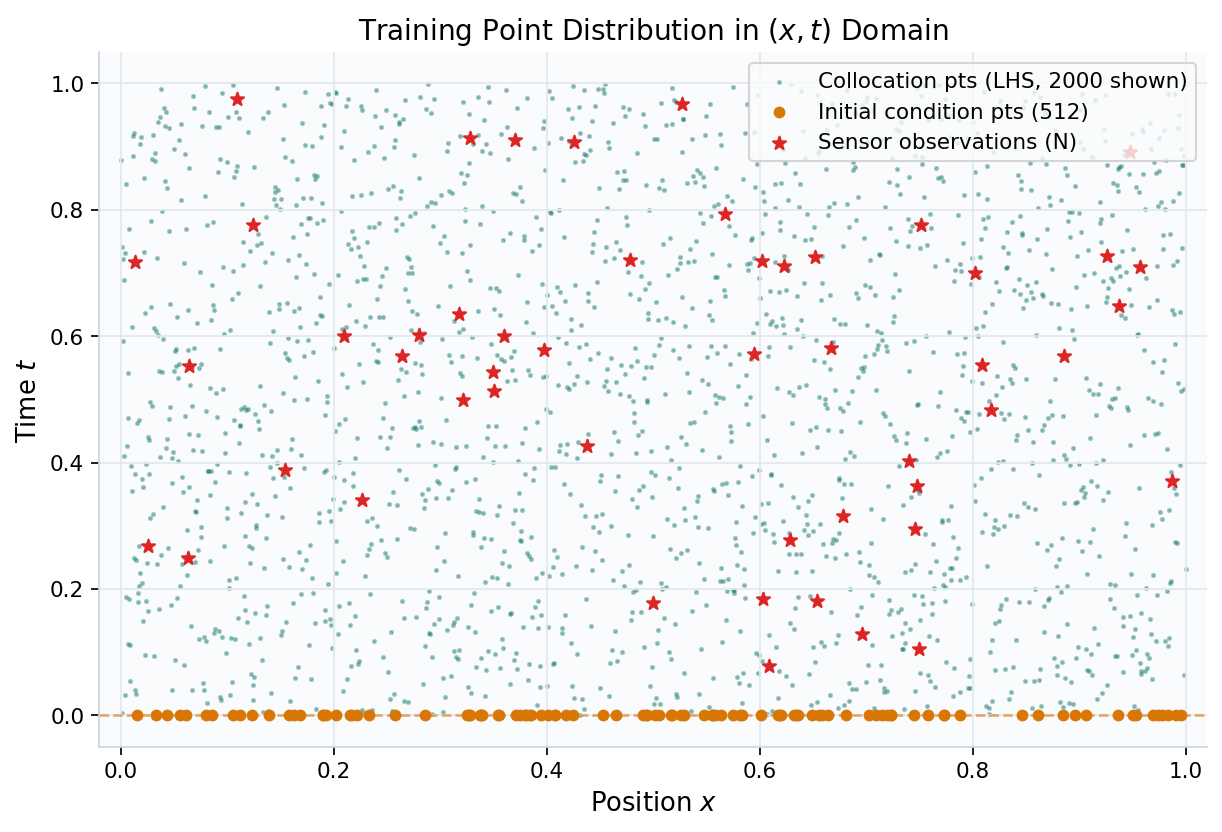 Training Point Distribution in (x, t) Domain
Collocation pts (LHS, 2000 shown)
Initial condition pts (512)
Sensor observations (N)
1.0
0.8
0.6
0.4
0.2
0.0
Time t
0.0 0.2 0.4 0.6 0.8 1.0
Position x